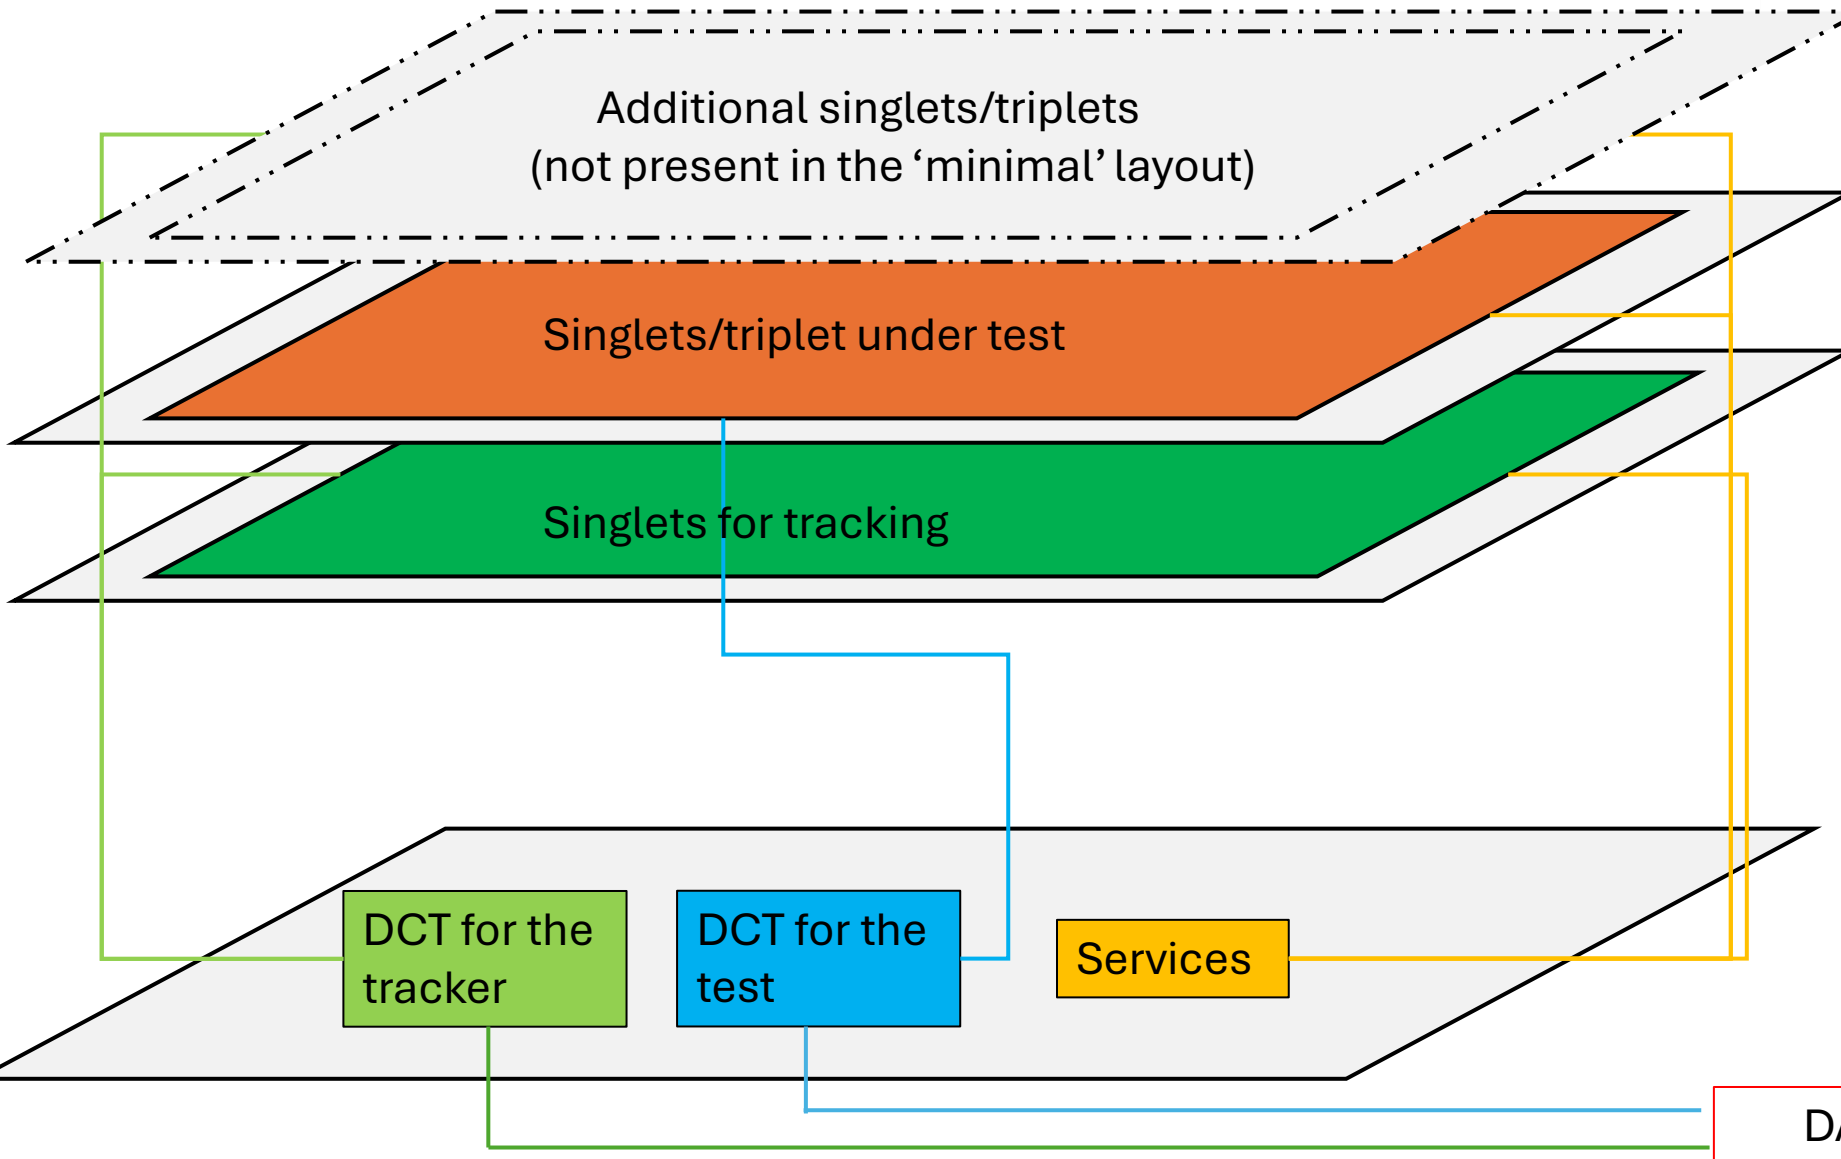 Additional singlets/triplets
(not present in the ‘minimal’ layout)
Singlets/triplet under test
Singlets for tracking
DCT for the
tracker
DCT for the
test
Services